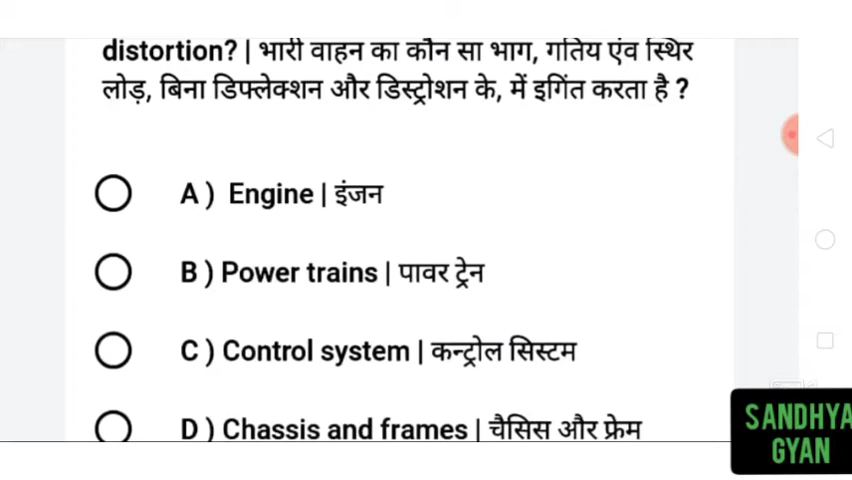 distortion? | भारी वाहन का कौन सा भाग, गतिय एंव स्थिर
लोड़, बिना डिफ्लेक्शन और डिस्ट्रोशन के, में इगिंत करता है ?
A ) Engine | इंजन
B ) Power trains | पावर ट्रेन
C ) Control system | कन्ट्रोल सिस्टम
D ) Chassis and frames | चैसिस और फ्रेम
SANDHYA
GYAN